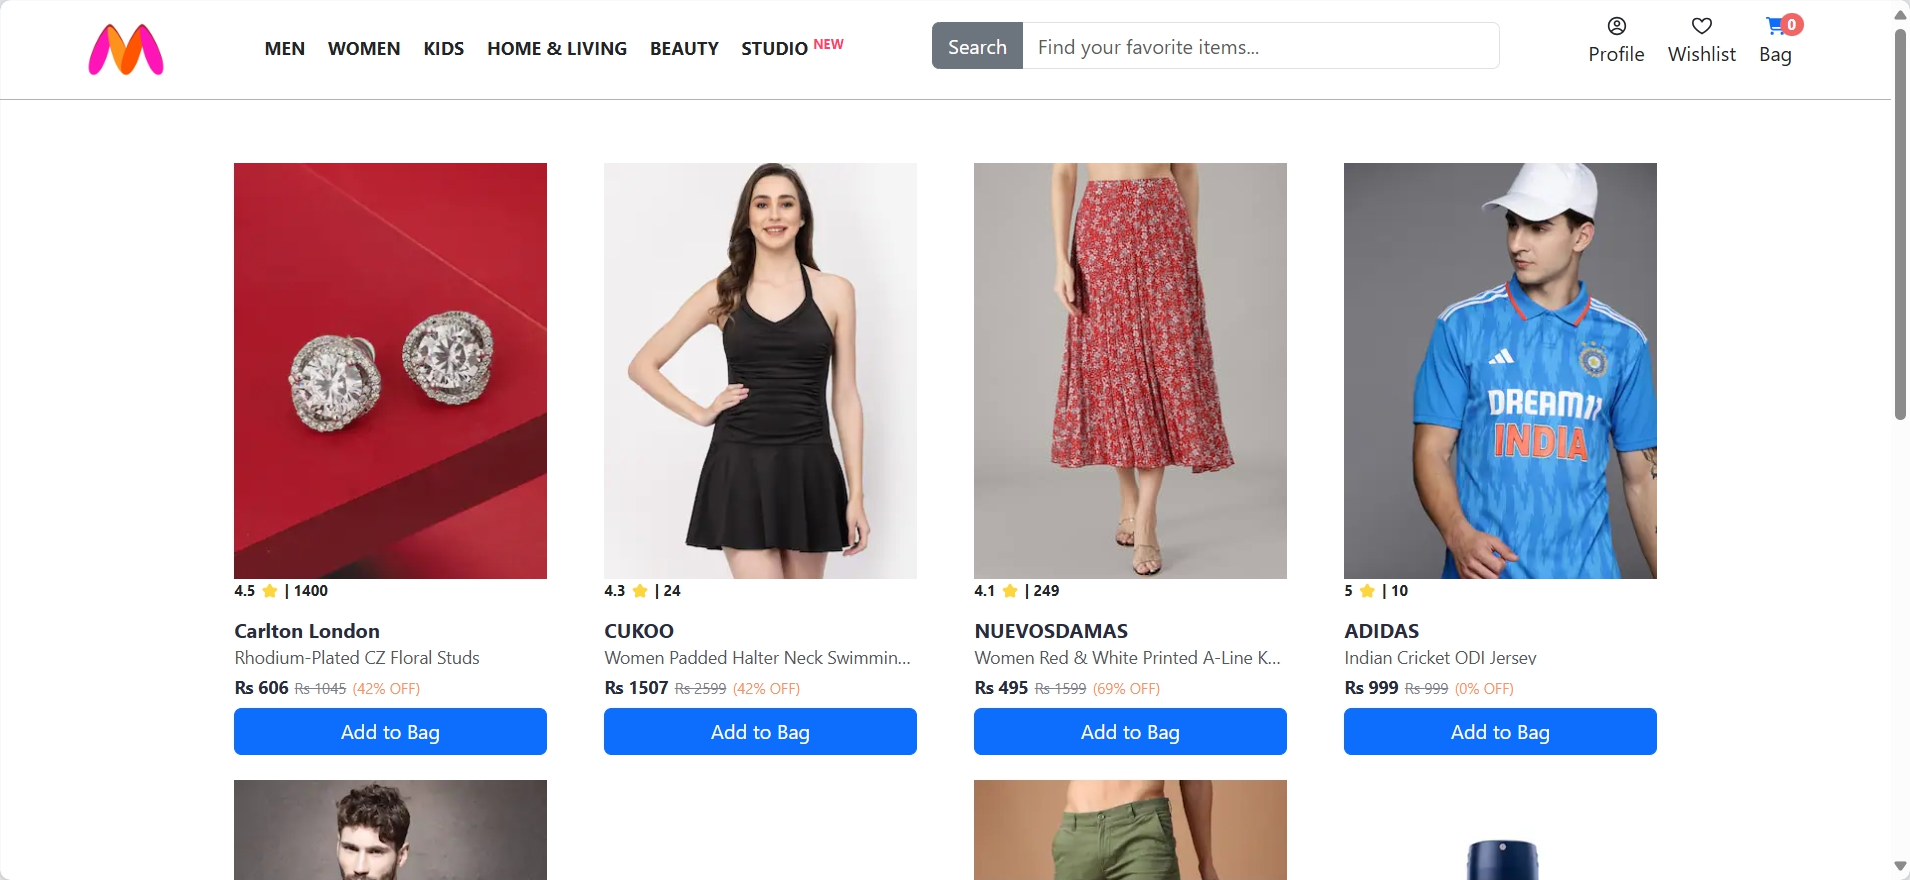 MEN WOMEN KIDS HOME & LIVING BEAUTY STUDIO NEW
Search Find your favorite items...
Profile Wishlist Bag 0
DREAM11
INDIA
4.5 ⭐ | 1400
Carlton London
Rhodium-Plated CZ Floral Studs
Rs 606 Rs 1045 (42% OFF)
Add to Bag
4.3 ⭐ | 24
CUKOO
Women Padded Halter Neck Swimmin...
Rs 1507 Rs 2599 (42% OFF)
Add to Bag
4.1 ⭐ | 249
NUEVOSDAMAS
Women Red & White Printed A-Line K...
Rs 495 Rs 1599 (69% OFF)
Add to Bag
5 ⭐ | 10
ADIDAS
Indian Cricket ODI Jersey
Rs 999 Rs 999 (0% OFF)
Add to Bag